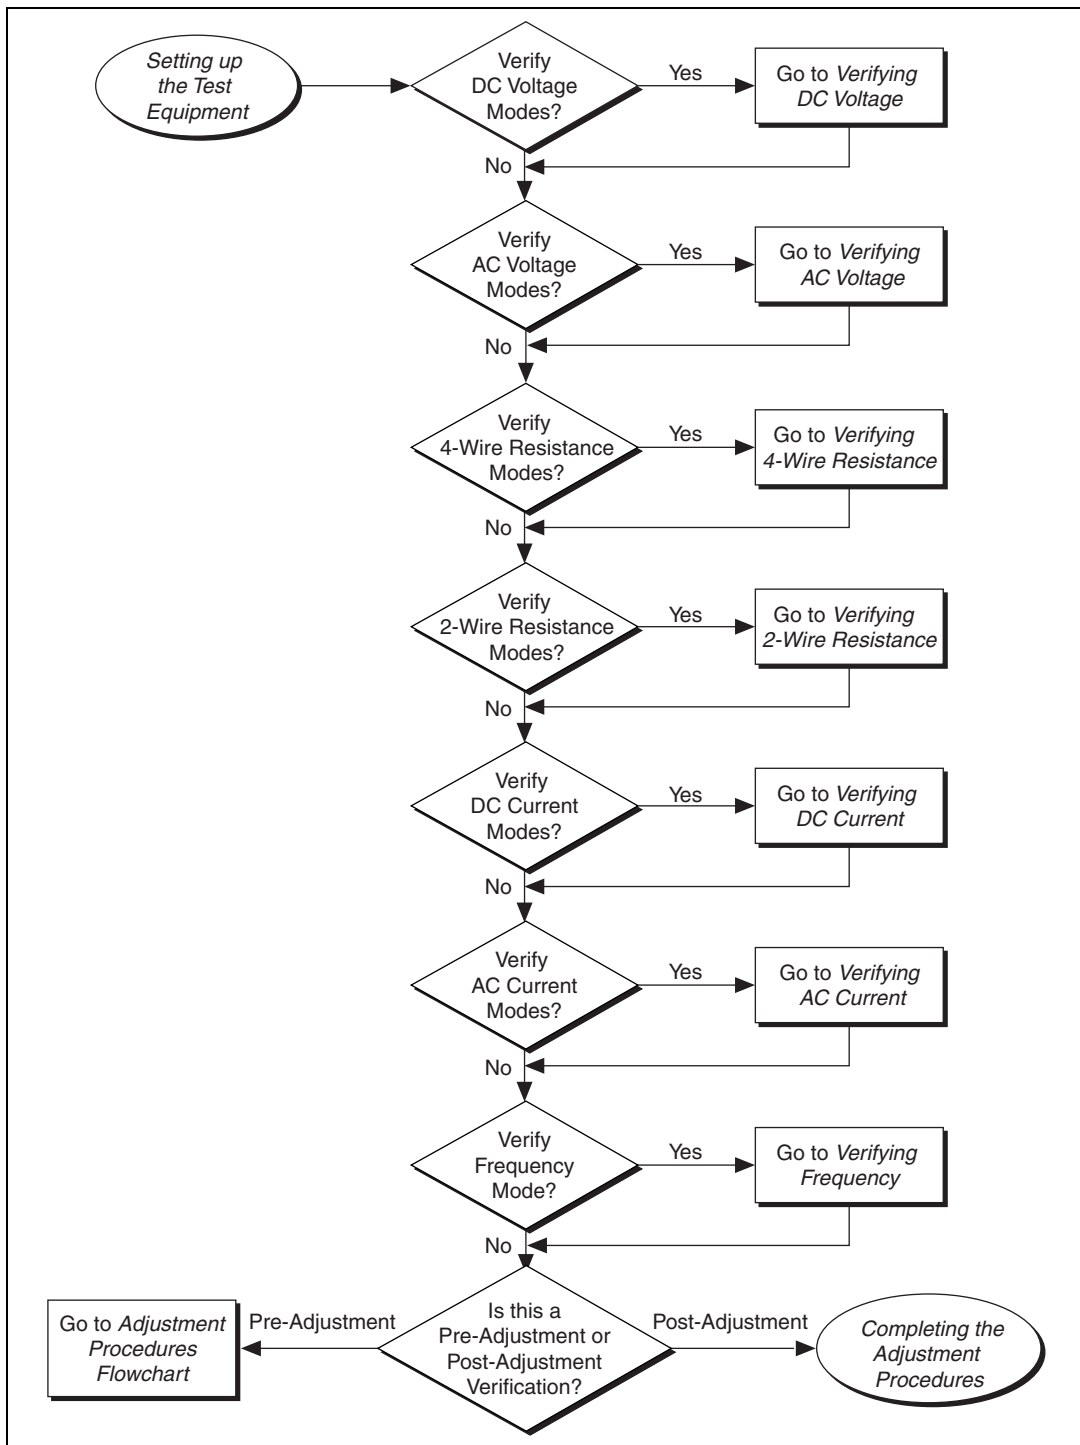 Setting up
the Test
Equipment
Verify
DC Voltage
Modes?
Yes
Go to Verifying
DC Voltage
No
Verify
AC Voltage
Modes?
Yes
Go to Verifying
AC Voltage
No
Verify
4-Wire Resistance
Modes?
Yes
Go to Verifying
4-Wire Resistance
No
Verify
2-Wire Resistance
Modes?
Yes
Go to Verifying
2-Wire Resistance
No
Verify
DC Current
Modes?
Yes
Go to Verifying
DC Current
No
Verify
AC Current
Modes?
Yes
Go to Verifying
AC Current
No
Verify
Frequency
Mode?
Yes
Go to Verifying
Frequency
No
Go to Adjustment
Procedures
Flowchart
Pre-Adjustment
Is this a
Pre-Adjustment or
Post-Adjustment
Verification?
Post-Adjustment
Completing the
Adjustment
Procedures